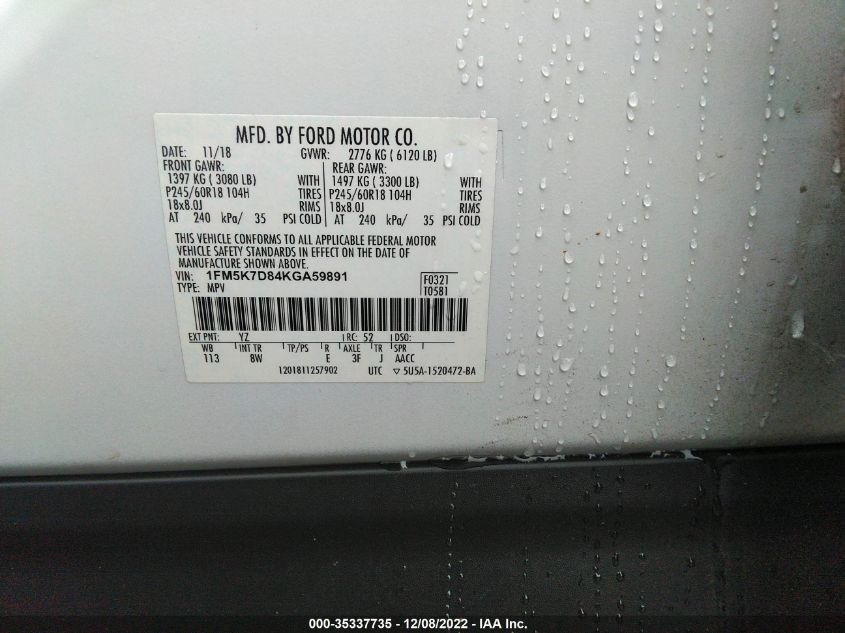 MFD. BY FORD MOTOR CO.
DATE: 11/18 GVWR: 2776 KG ( 6120 LB)
FRONT GAWR: REAR GAWR:
1397 KG ( 3080 LB) WITH 1497 KG ( 3300 LB) WITH
P245/60R18 104H TIRES P245/60R18 104H TIRES
18x8.0J RIMS 18x8.0J RIMS
AT 240 kPa/ 35 PSI COLD AT 240 kPa/ 35 PSI COLD
THIS VEHICLE CONFORMS TO ALL APPLICABLE FEDERAL MOTOR
VEHICLE SAFETY STANDARDS IN EFFECT ON THE DATE OF
MANUFACTURE SHOWN ABOVE.
VIN: 1FM5K7D84KGA59891 F0321
TYPE: MPV T0581
EXT PNT: YZ RC: 52 DSO:
WB INT TR TP/PS R AXLE TR SPR
113 8W E 3F J AACC
1201811257902 UTC ▽ 5U5A-1520472-BA
000-35337735 - 12/08/2022 - IAA Inc.